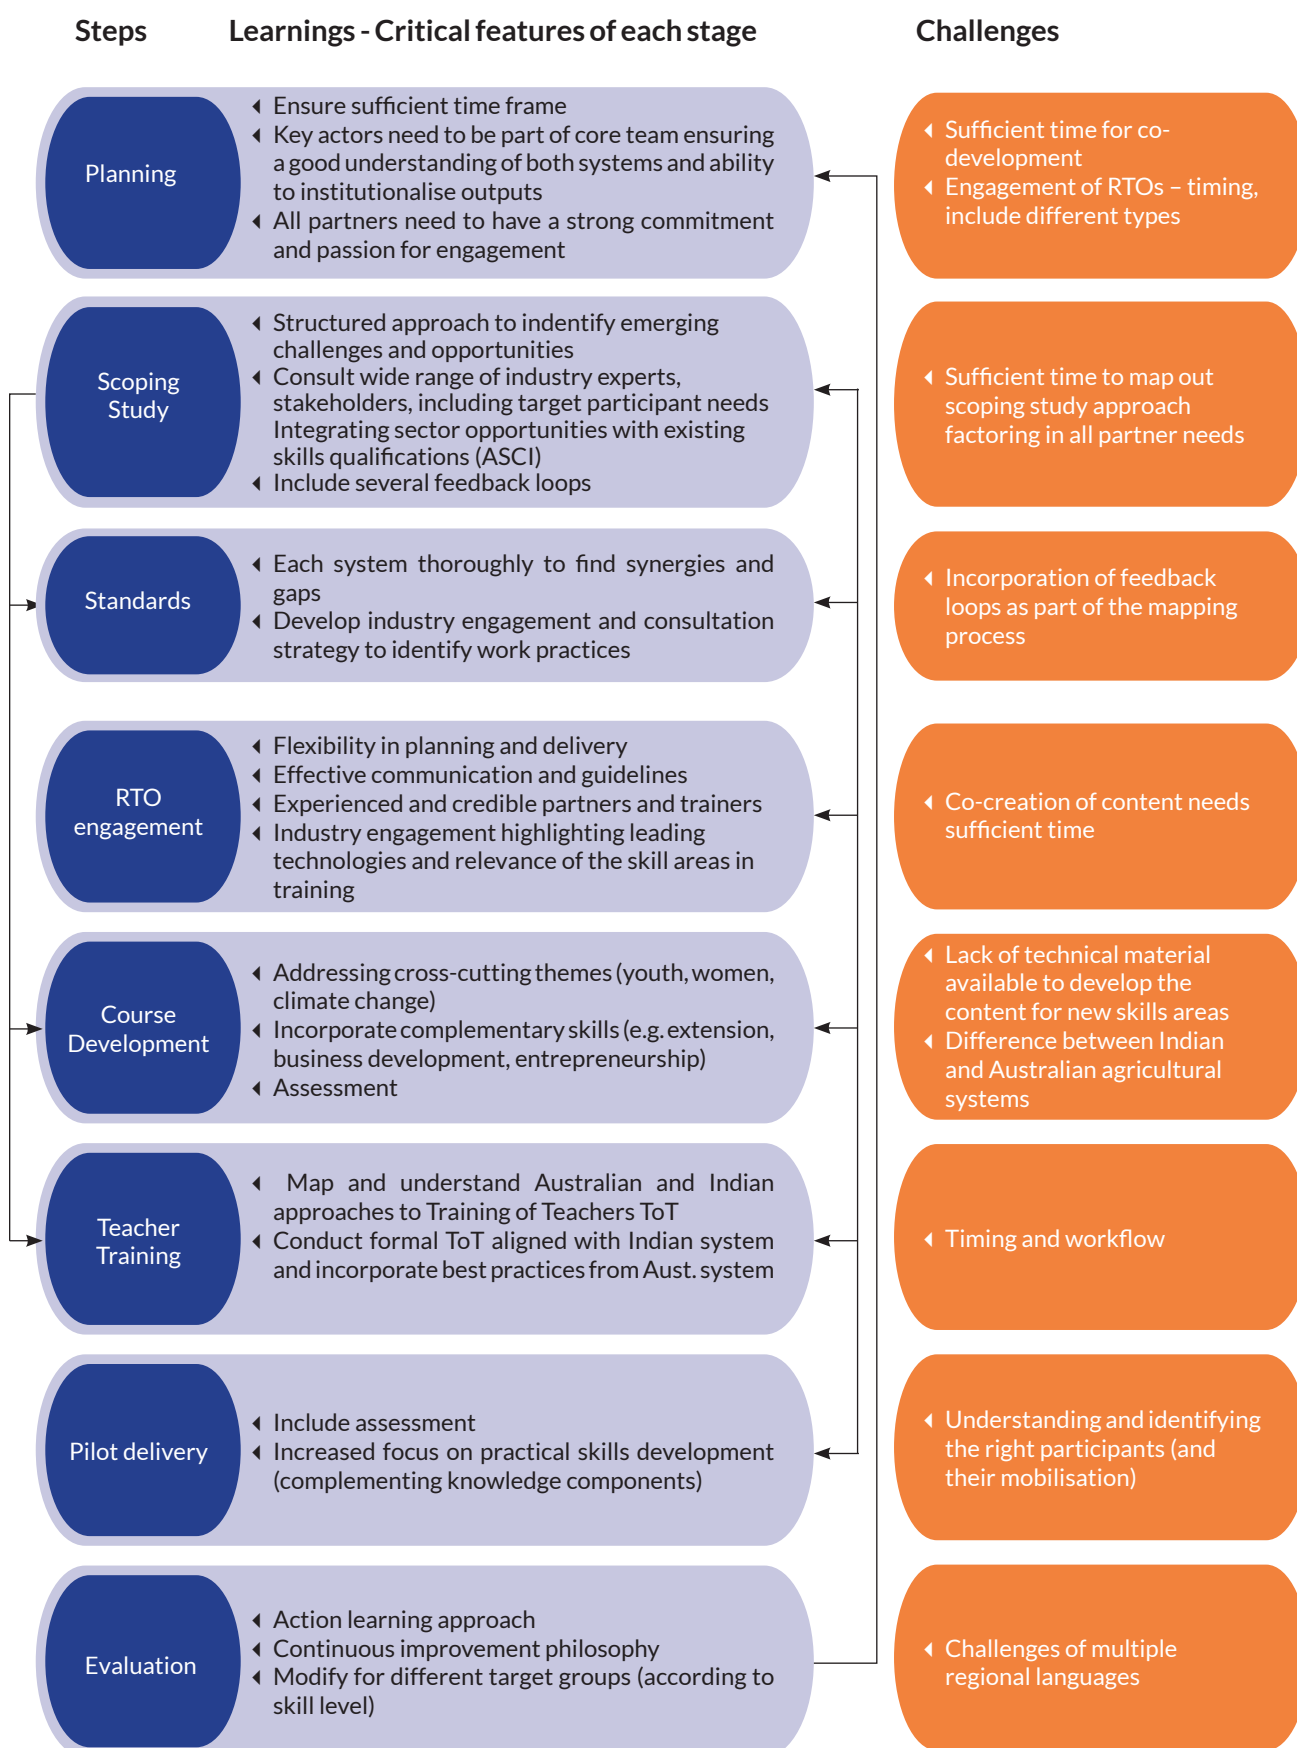 Steps
Learnings - Critical features of each stage
Challenges
Planning
Ensure sufficient time frame
Key actors need to be part of core team ensuring
a good understanding of both systems and ability
to institutionalise outputs
All partners need to have a strong commitment
and passion for engagement
Sufficient time for co-
development
Engagement of RTOs – timing,
include different types
Scoping
Study
Structured approach to indentify emerging
challenges and opportunities
Consult wide range of industry experts,
stakeholders, including target participant needs
Integrating sector opportunities with existing
skills qualifications (ASCI)
Include several feedback loops
Sufficient time to map out
scoping study approach
factoring in all partner needs
Standards
Each system thoroughly to find synergies and
gaps
Develop industry engagement and consultation
strategy to identify work practices
Incorporation of feedback
loops as part of the mapping
process
RTO
engagement
Flexibility in planning and delivery
Effective communication and guidelines
Experienced and credible partners and trainers
Industry engagement highlighting leading
technologies and relevance of the skill areas in
training
Co-creation of content needs
sufficient time
Course
Development
Addressing cross-cutting themes (youth, women,
climate change)
Incorporate complementary skills (e.g. extension,
business development, entrepreneurship)
Assessment
Lack of technical material
available to develop the
content for new skills areas
Difference between Indian
and Australian agricultural
systems
Teacher
Training
Map and understand Australian and Indian
approaches to Training of Teachers ToT
Conduct formal ToT aligned with Indian system
and incorporate best practices from Aust. system
Timing and workflow
Pilot delivery
Include assessment
Increased focus on practical skills development
(complementing knowledge components)
Understanding and identifying
the right participants (and
their mobilisation)
Evaluation
Action learning approach
Continuous improvement philosophy
Modify for different target groups (according to
skill level)
Challenges of multiple
regional languages